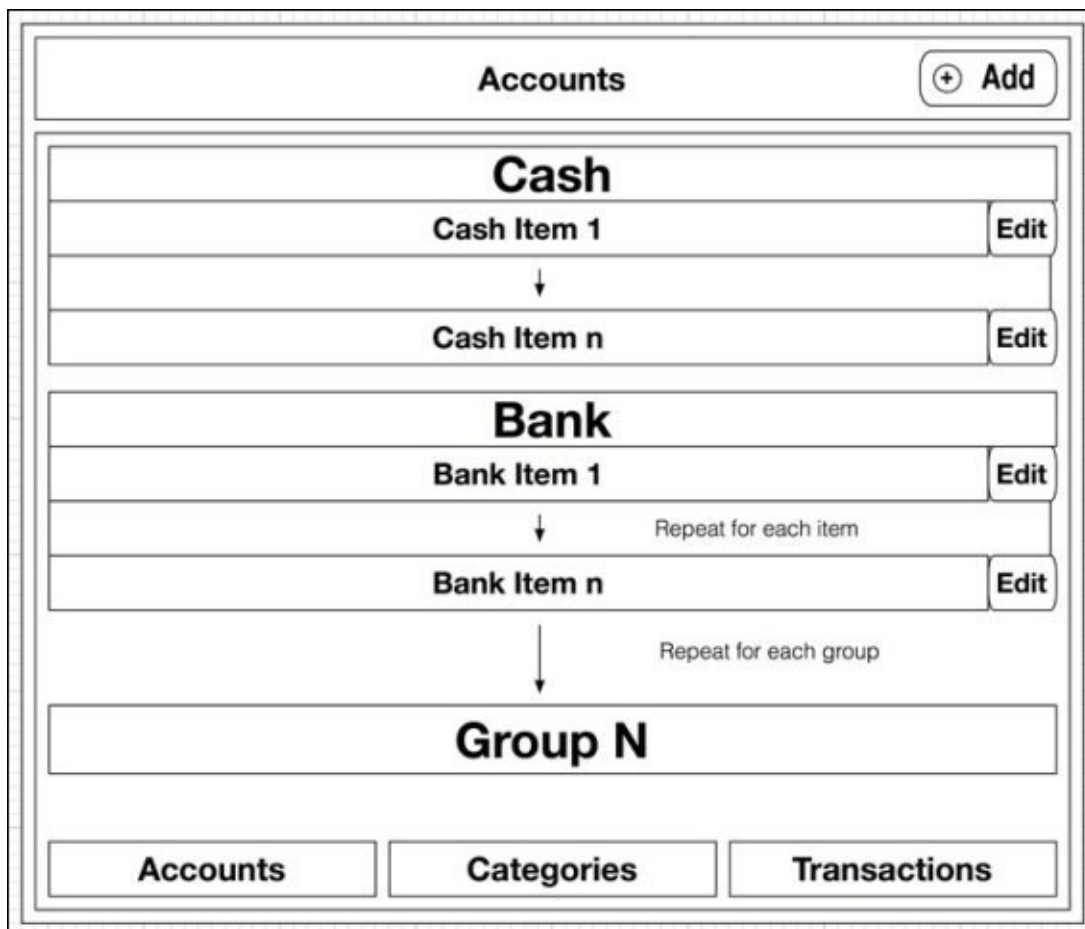 Accounts
Add
Cash
Cash Item 1
Edit
Cash Item n
Edit
Bank
Bank Item 1
Edit
Repeat for each item
Bank Item n
Edit
Repeat for each group
Group N
Accounts
Categories
Transactions